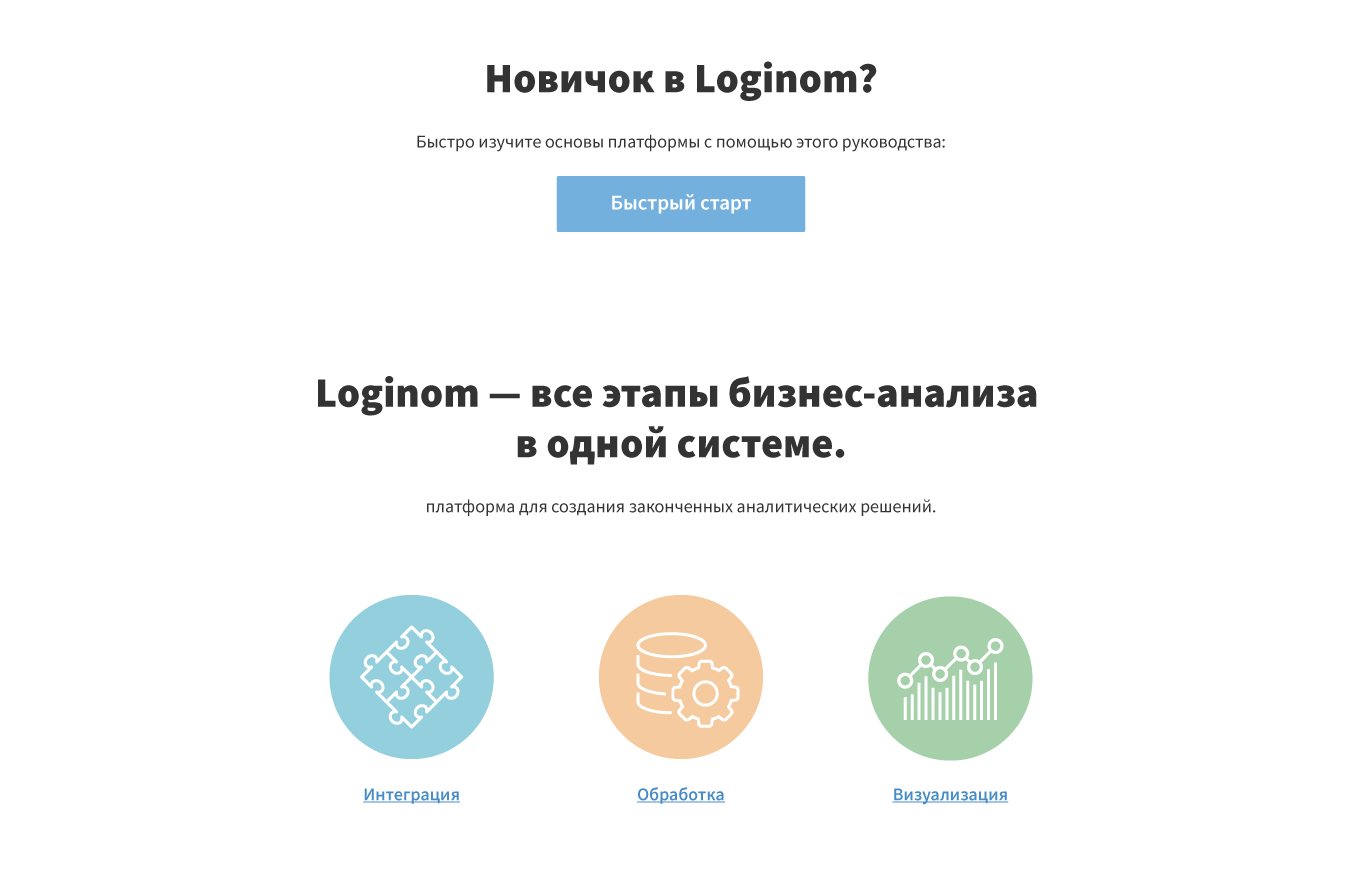 Новичок в Loginom?
Быстро изучите основы платформы с помощью этого руководства:
Быстрый старт
Loginom — все этапы бизнес-анализа
в одной системе.
платформа для создания законченных аналитических решений.
Интеграция
Обработка
Визуализация